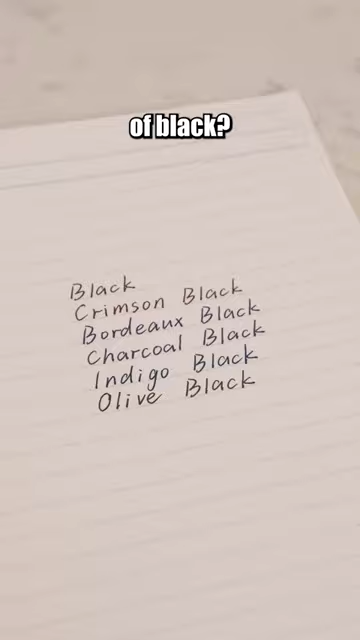 of black?
Black
Crimson Black
Bordeaux Black
Charcoal Black
Indigo Black
Olive Black